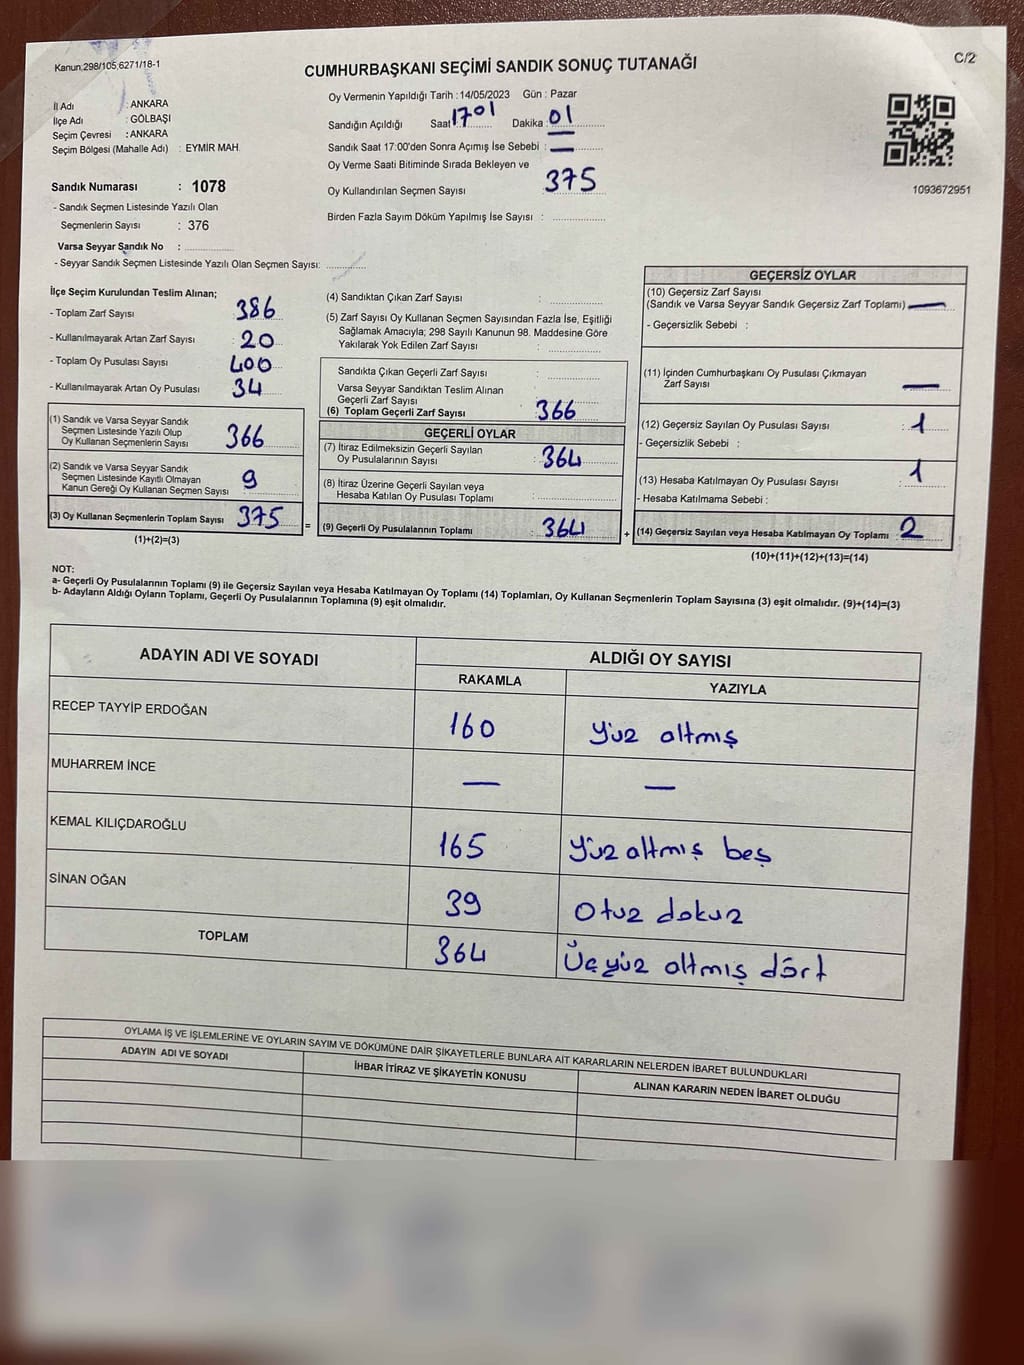 Kanun:298/105,6271/18-1
C/2
CUMHURBAŞKANI SEÇİMİ SANDIK SONUÇ TUTANAĞI
İl Adı : ANKARA
İlçe Adı : GÖLBAŞI
Seçim Çevresi : ANKARA
Seçim Bölgesi (Mahalle Adı) : EYMİR MAH.
Sandık Numarası : 1078
- Sandık Seçmen Listesinde Yazılı Olan
Seçmenlerin Sayısı : 376
Varsa Seyyar Sandık No :
- Seyyar Sandık Seçmen Listesinde Yazılı Olan Seçmen Sayısı:
Oy Vermenin Yapıldığı Tarih : 14/05/2023 Gün : Pazar
Sandığın Açıldığı Saat 1701 Dakika : 01
Sandık Saat 17:00'den Sonra Açımış İse Sebebi : —
Oy Verme Saati Bitiminde Sırada Bekleyen ve
Oy Kullandırılan Seçmen Sayısı 375
Birden Fazla Sayım Döküm Yapılmış İse Sayısı :
1093672951
İlçe Seçim Kurulundan Teslim Alınan;
- Toplam Zarf Sayısı 386
- Kullanılmayarak Artan Zarf Sayısı : 20
- Toplam Oy Pusulası Sayısı 400
- Kullanılmayarak Artan Oy Pusulası 34
(1) Sandık ve Varsa Seyyar Sandık
Seçmen Listesinde Yazılı Olup
Oy Kullanan Seçmenlerin Sayısı 366
(2) Sandık ve Varsa Seyyar Sandık
Seçmen Listesinde Kayıtlı Olmayan
Kanun Gereği Oy Kullanan Seçmen Sayısı 9
(3) Oy Kullanan Seçmenlerin Toplam Sayısı 375
(1)+(2)=(3)
=
(4) Sandıktan Çıkan Zarf Sayısı :
(5) Zarf Sayısı Oy Kullanan Seçmen Sayısından Fazla İse, Eşitliği
Sağlamak Amacıyla; 298 Sayılı Kanunun 98. Maddesine Göre
Yakılarak Yok Edilen Zarf Sayısı :
Sandıkta Çıkan Geçerli Zarf Sayısı :
Varsa Seyyar Sandıktan Teslim Alınan
Geçerli Zarf Sayısı :
(6) Toplam Geçerli Zarf Sayısı 366
GEÇERLİ OYLAR
(7) İtiraz Edilmeksizin Geçerli Sayılan
Oy Pusulalarının Sayısı : 364
(8) İtiraz Üzerine Geçerli Sayılan veya
Hesaba Katılan Oy Pusulası Toplamı :
(9) Geçerli Oy Pusulalarının Toplamı : 364
+
GEÇERSİZ OYLAR
(10) Geçersiz Zarf Sayısı
(Sandık ve Varsa Seyyar Sandık Geçersiz Zarf Toplamı) —
- Geçersizlik Sebebi :
(11) İçinden Cumhurbaşkanı Oy Pusulası Çıkmayan
Zarf Sayısı —
(12) Geçersiz Sayılan Oy Pusulası Sayısı : 1
- Geçersizlik Sebebi :
(13) Hesaba Katılmayan Oy Pusulası Sayısı : 1
- Hesaba Katılmama Sebebi :
(14) Geçersiz Sayılan veya Hesaba Katılmayan Oy Toplamı : 2
(10)+(11)+(12)+(13)=(14)
NOT:
a- Geçerli Oy Pusulalarının Toplamı (9) ile Geçersiz Sayılan veya Hesaba Katılmayan Oy Toplamı (14) Toplamları, Oy Kullanan Seçmenlerin Toplam Sayısına (3) eşit olmalıdır. (9)+(14)=(3)
b- Adayların Aldığı Oyların Toplamı, Geçerli Oy Pusulalarının Toplamına (9) eşit olmalıdır.
ADAYIN ADI VE SOYADI ALDIĞI OY SAYISI
RAKAMLA YAZIYLA
RECEP TAYYİP ERDOĞAN 160 Yüz altmış
MUHARREM İNCE — —
KEMAL KILIÇDAROĞLU 165 Yüz altmış beş
SİNAN OĞAN 39 Otuz dokuz
TOPLAM 364 Üçyüz altmış dört
OYLAMA İŞ VE İŞLEMLERİNE VE OYLARIN SAYIM VE DÖKÜMÜNE DAİR ŞİKAYETLERLE BUNLARA AİT KARARLARIN NELERDEN İBARET BULUNDUKLARI
ADAYIN ADI VE SOYADI İHBAR İTİRAZ VE ŞİKAYETİN KONUSU ALINAN KARARIN NEDEN İBARET OLDUĞU